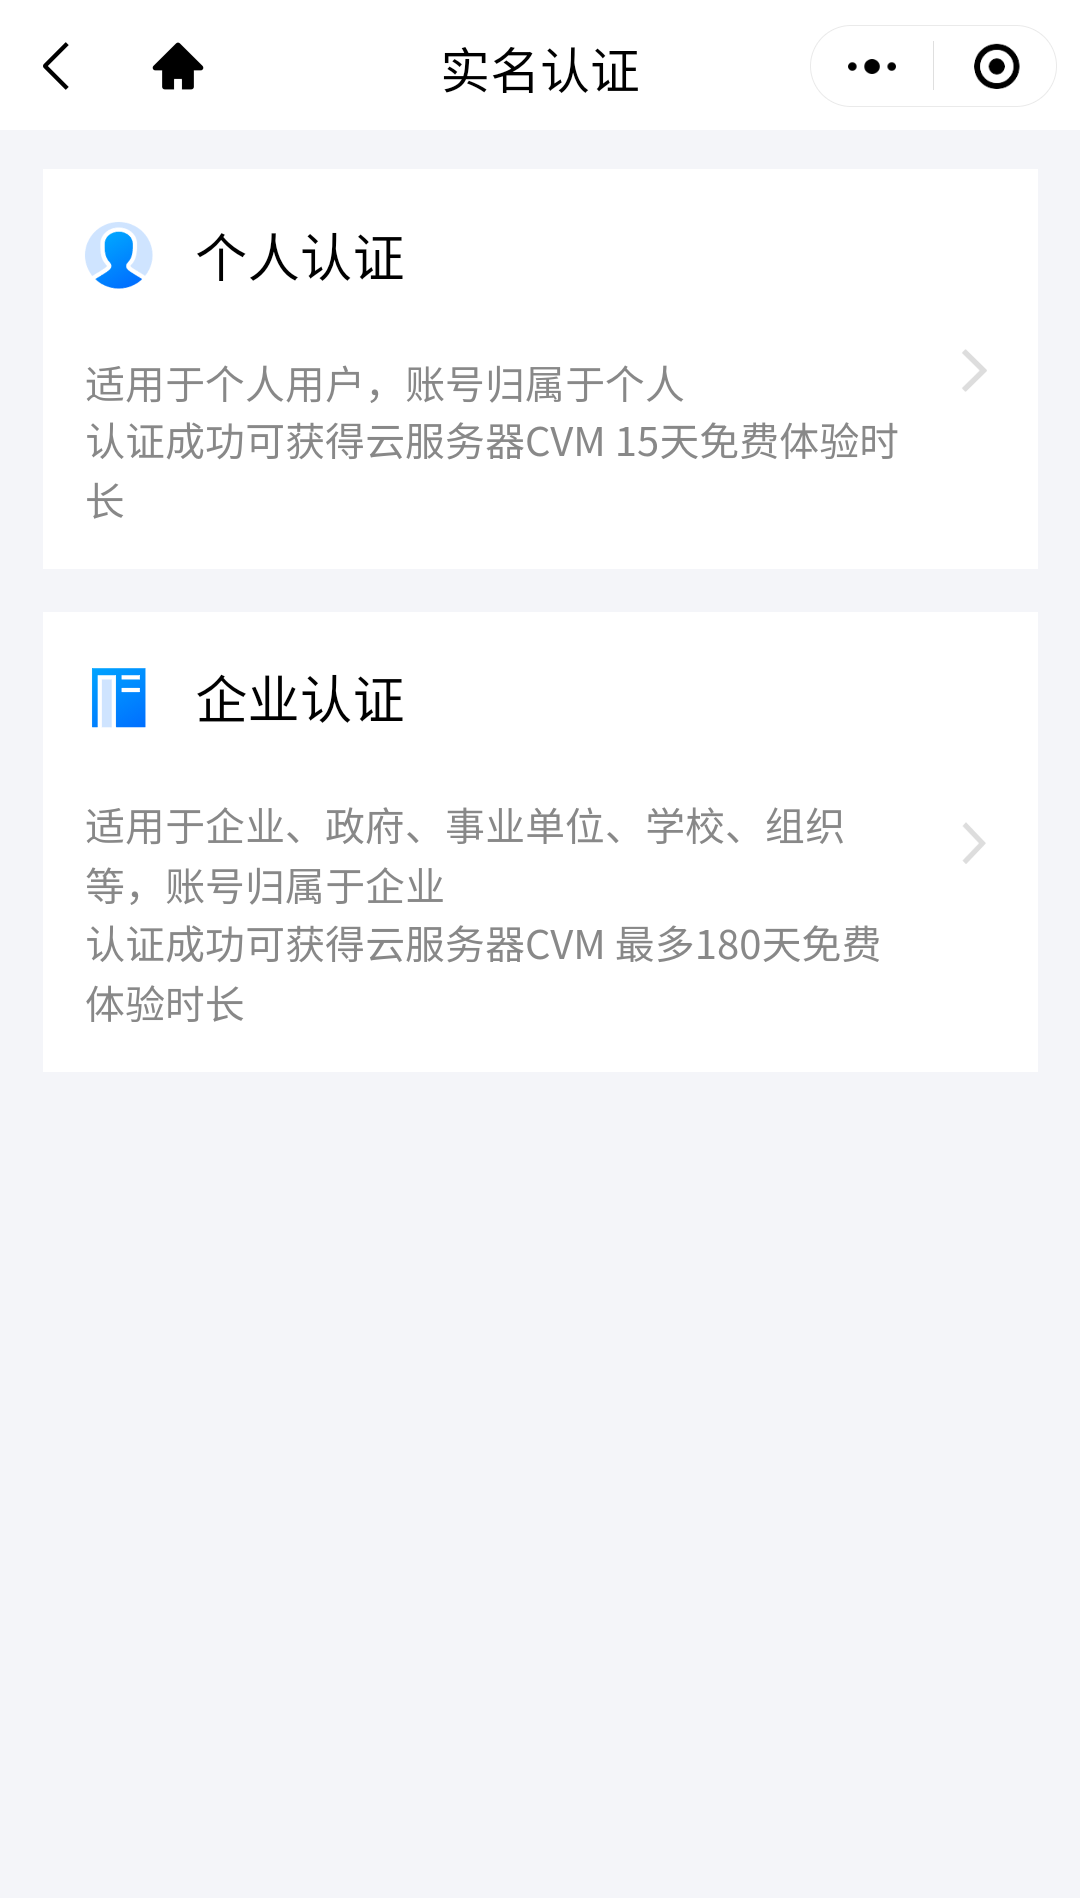 实名认证
个人认证
适用于个人用户，账号归属于个人
认证成功可获得云服务器CVM 15天免费体验时
长
企业认证
适用于企业、政府、事业单位、学校、组织
等，账号归属于企业
认证成功可获得云服务器CVM 最多180天免费
体验时长